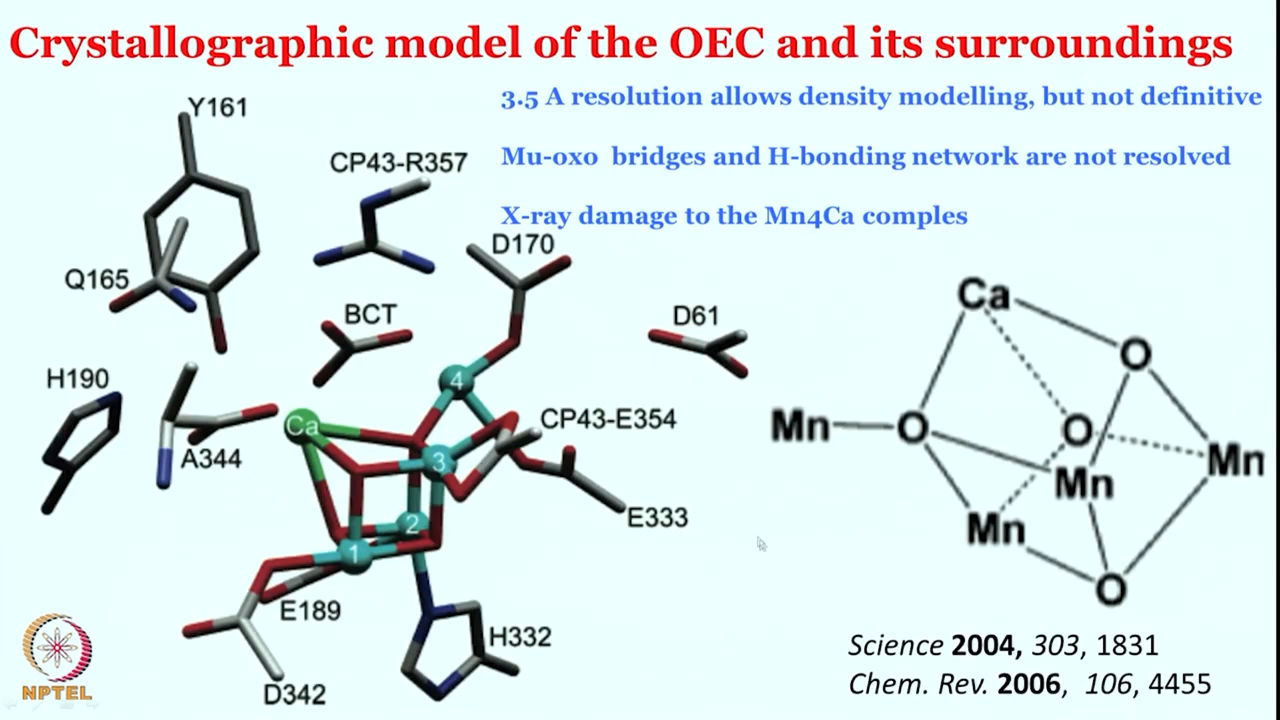 Crystallographic model of the OEC and its surroundings
3.5 A resolution allows density modelling, but not definitive
Mu-oxo bridges and H-bonding network are not resolved
X-ray damage to the Mn4Ca comples
Y161
CP43-R357
D170
Q165
BCT
D61
H190
4
CP43-E354
Ca
A344
3
E333
2
1
E189
H332
D342
Ca
O
Mn
O
O
Mn
Mn
Mn
O
Science 2004, 303, 1831
Chem. Rev. 2006, 106, 4455
NPTEL